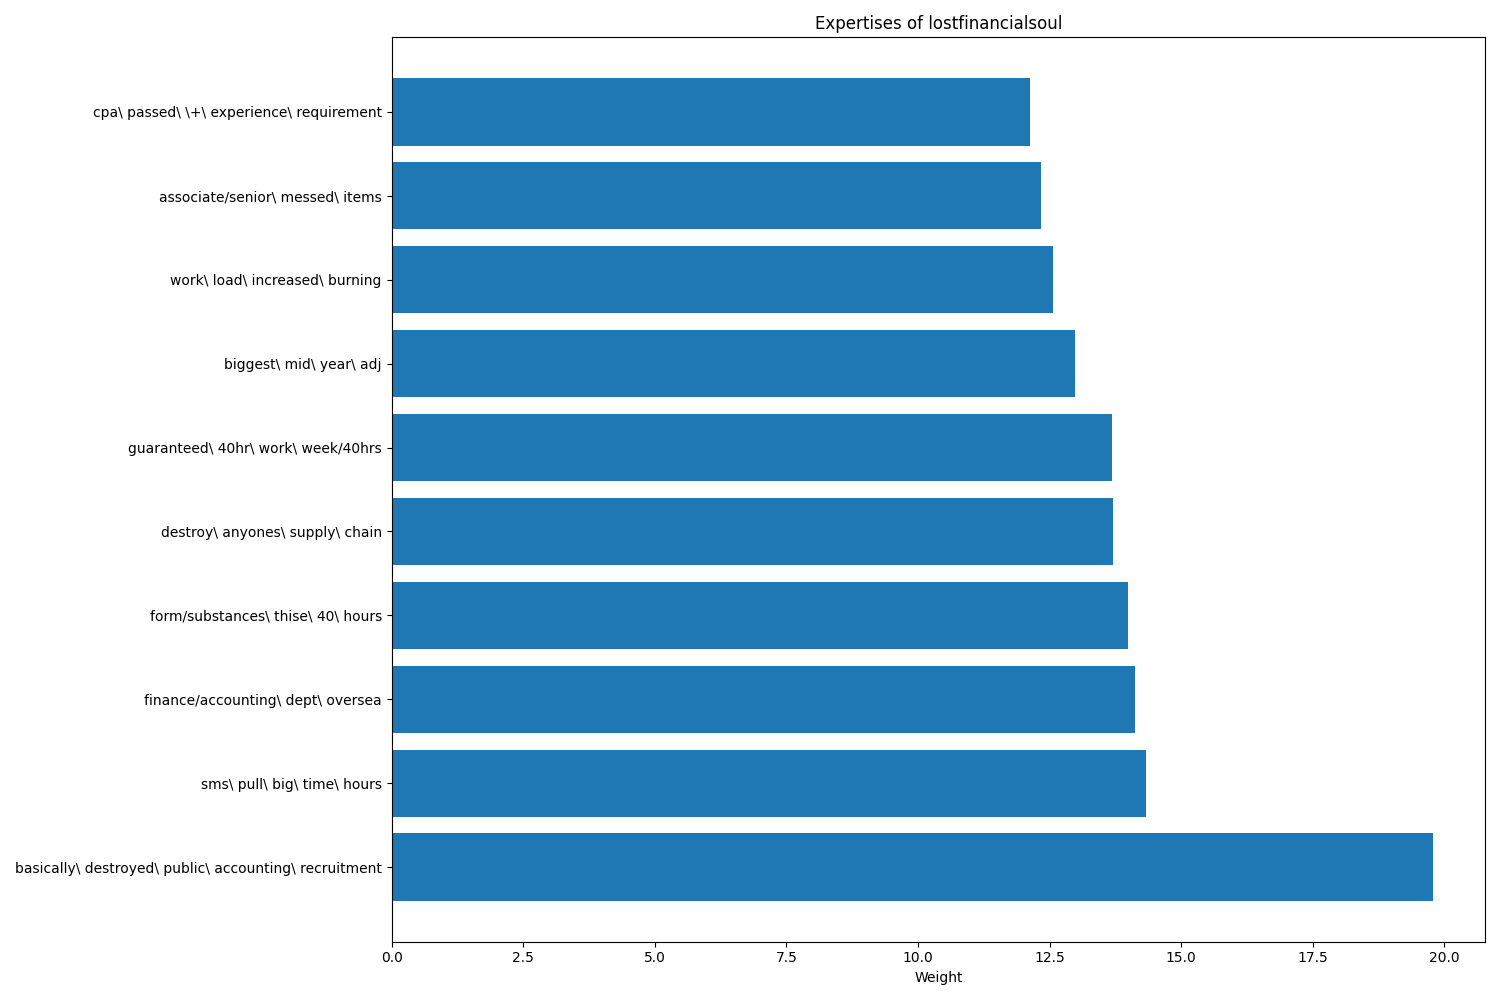 Expertises of lostfinancialsoul
cpa\ passed\ \+\ experience\ requirement
associate/senior\ messed\ items
work\ load\ increased\ burning
biggest\ mid\ year\ adj
guaranteed\ 40hr\ work\ week/40hrs
destroy\ anyones\ supply\ chain
form/substances\ thise\ 40\ hours
finance/accounting\ dept\ oversea
sms\ pull\ big\ time\ hours
basically\ destroyed\ public\ accounting\ recruitment
0.0 2.5 5.0 7.5 10.0 12.5 15.0 17.5 20.0
Weight